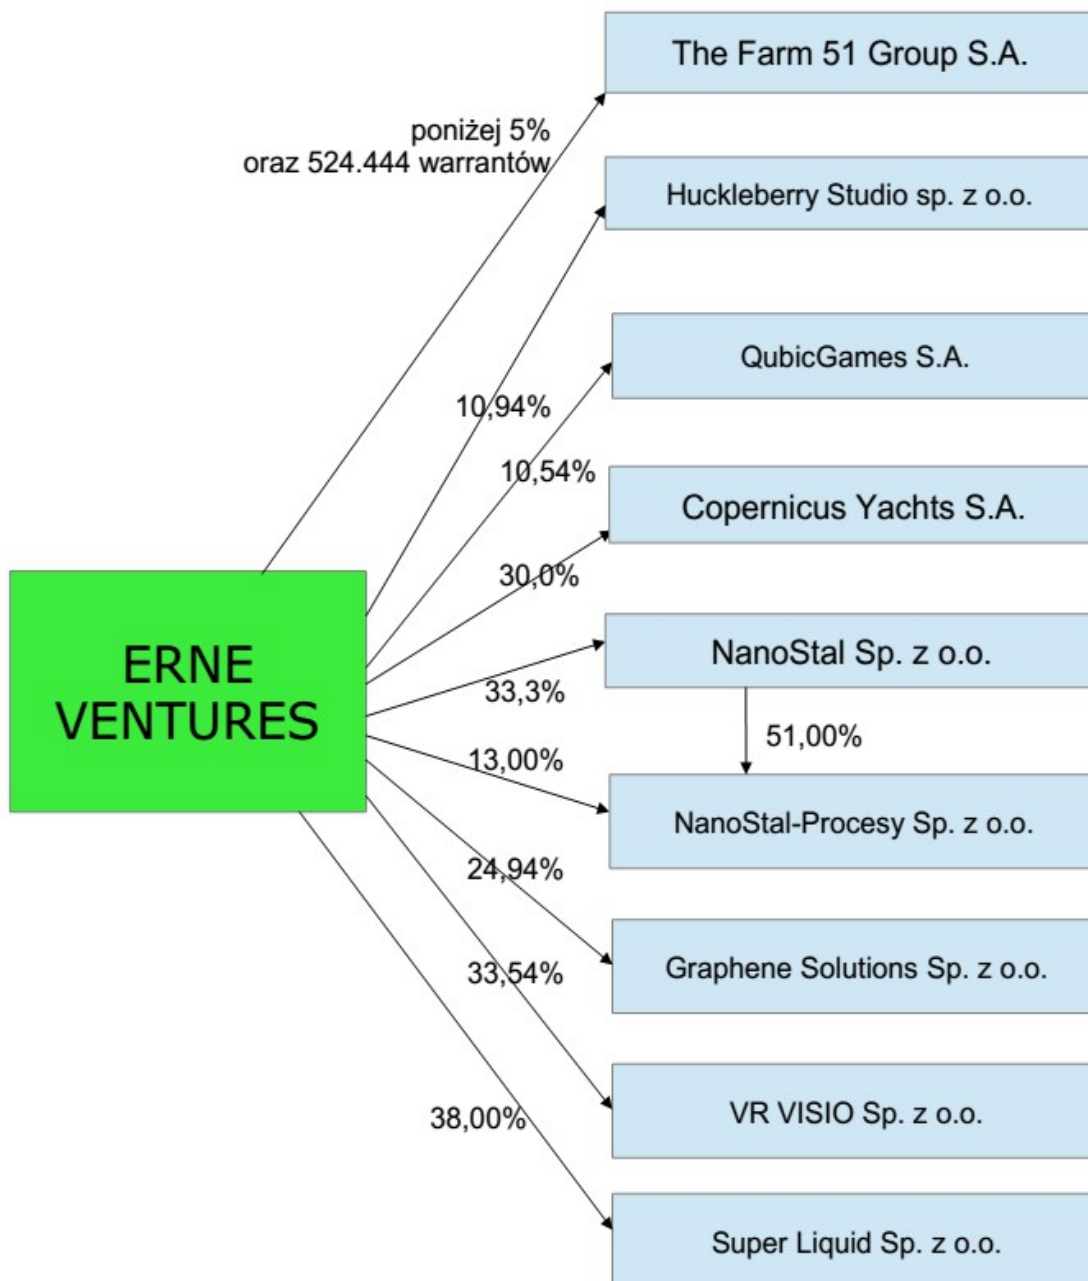 The Farm 51 Group S.A.
poniżej 5%
oraz 524.444 warrantów
Huckleberry Studio sp. z o.o.
10,94%
QubicGames S.A.
10,54%
Copernicus Yachts S.A.
30,0%
ERNE
VENTURES
NanoStal Sp. z o.o.
33,3%
51,00%
13,00%
NanoStal-Procesy Sp. z o.o.
24,94%
Graphene Solutions Sp. z o.o.
33,54%
VR VISIO Sp. z o.o.
38,00%
Super Liquid Sp. z o.o.